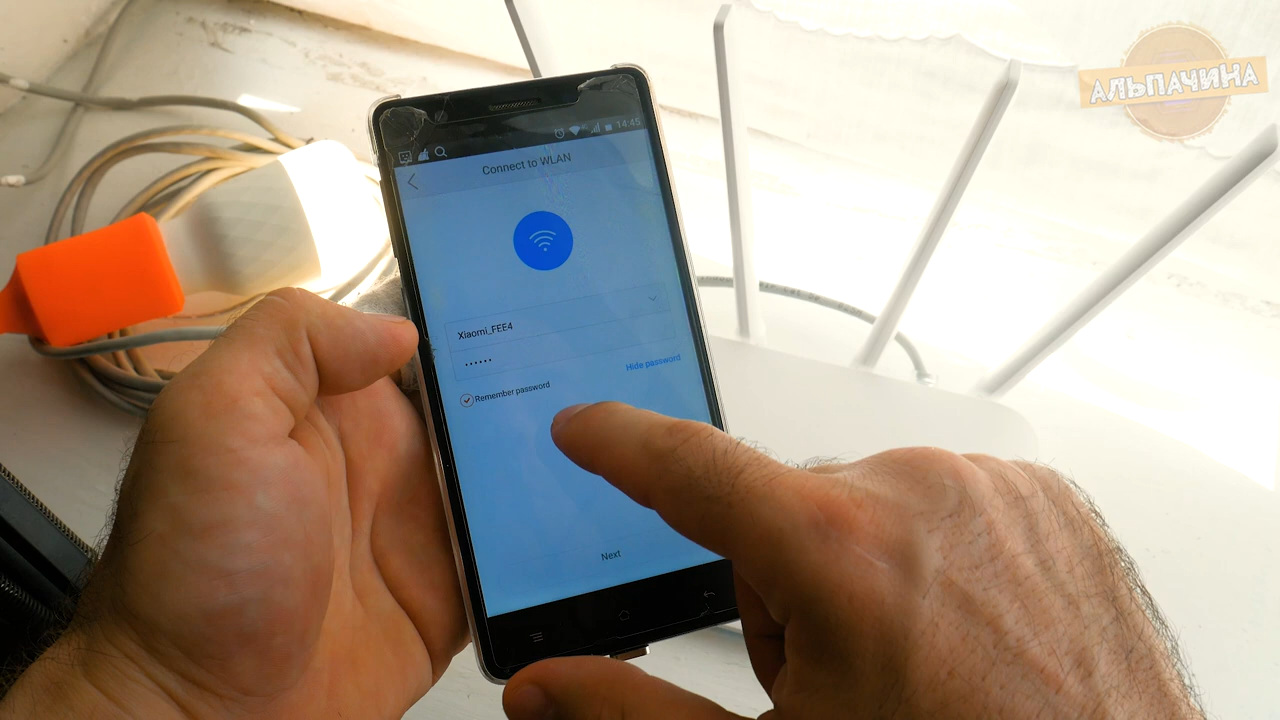 АЛЬПАЧИНА
14:45
Connect to WLAN
Xiaomi_FEE4
••••••
Hide password
Remember password
Next